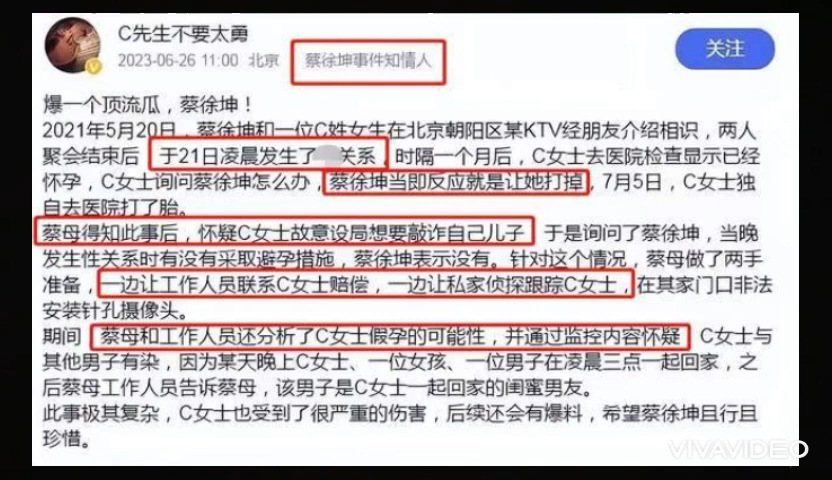 C先生不要太勇
2023-06-26 11:00 北京 蔡徐坤事件知情人
关注
爆一个顶流瓜，蔡徐坤！
2021年5月20日，蔡徐坤和一位C姓女生在北京朝阳区某KTV经朋友介绍相识，两人
聚会结束后 于21日凌晨发生了 关系，时隔一个月后，C女士去医院检查显示已经
怀孕，C女士询问蔡徐坤怎么办，蔡徐坤当即反应就是让她打掉，7月5日，C女士独
自去医院打了胎。
蔡母得知此事后，怀疑C女士故意设局想要敲诈自己儿子 于是询问了蔡徐坤，当晚
发生性关系时有没有采取避孕措施，蔡徐坤表示没有。针对这个情况，蔡母做了两手
准备，一边让工作人员联系C女士赔偿，一边让私家侦探跟踪C女士，在其家门口非法
安装针孔摄像头。
期间 蔡母和工作人员还分析了C女士假孕的可能性，并通过监控内容怀疑 C女士与
其他男子有染，因为某天晚上C女士、一位女孩、一位男子在凌晨三点一起回家，之
后蔡母工作人员告诉蔡母，该男子是C女士一起回家的闺蜜男友。
此事极其复杂，C女士也受到了很严重的伤害，后续还会有爆料，希望蔡徐坤且行且
珍惜。
VIVAVIDEO